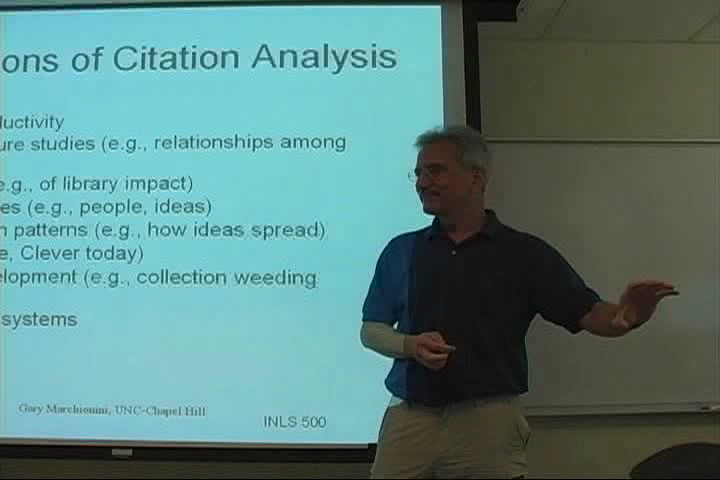 ons of Citation Analysis
ductivity
ure studies (e.g., relationships among
e.g., of library impact)
es (e.g., people, ideas)
n patterns (e.g., how ideas spread)
e, Clever today)
elopment (e.g., collection weeding
systems
Gary Marchionini, UNC-Chapel Hill
INLS 500